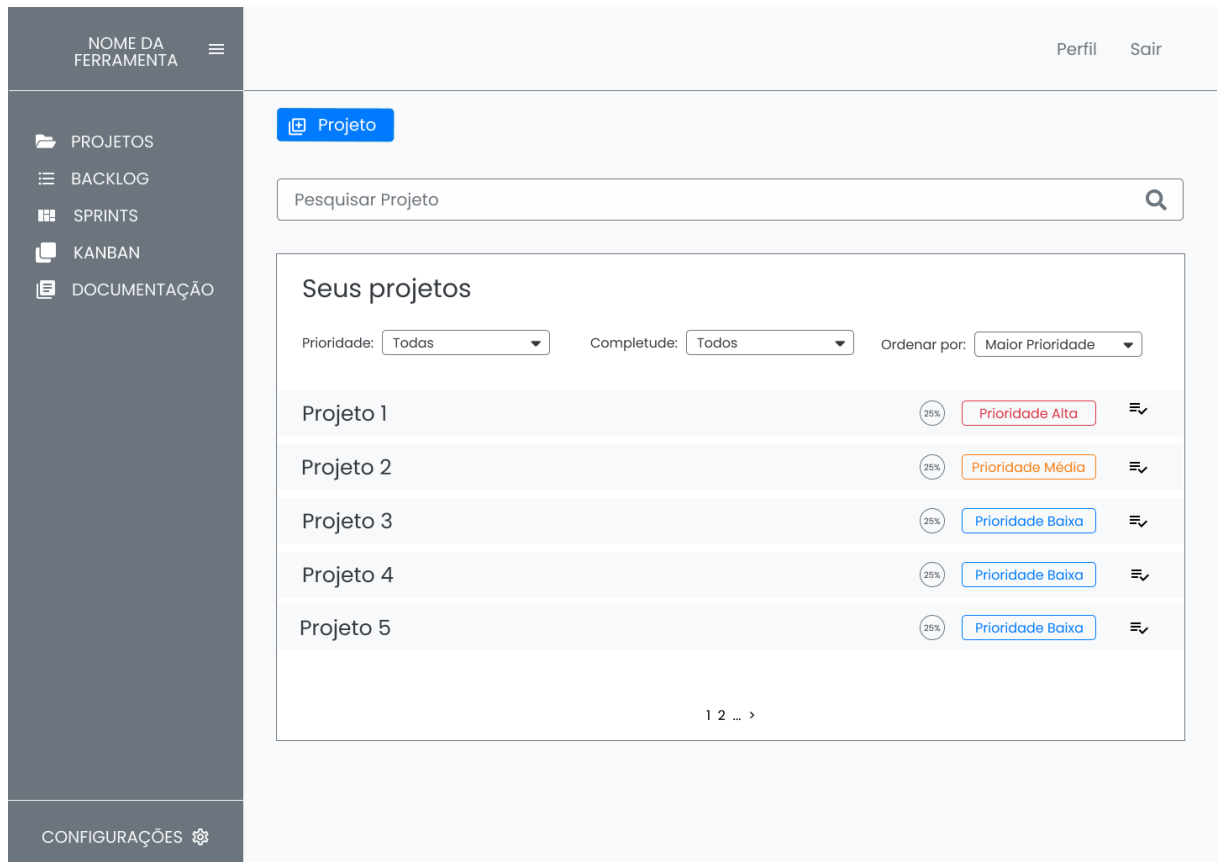 NOME DA
FERRAMENTA
Perfil Sair
PROJETOS
BACKLOG
SPRINTS
KANBAN
DOCUMENTAÇÃO
CONFIGURAÇÕES
Projeto
Pesquisar Projeto
Seus projetos
Prioridade: Todas Completude: Todos Ordenar por: Maior Prioridade
Projeto 1 25% Prioridade Alta
Projeto 2 25% Prioridade Média
Projeto 3 25% Prioridade Baixa
Projeto 4 25% Prioridade Baixa
Projeto 5 25% Prioridade Baixa
1 2 ... >